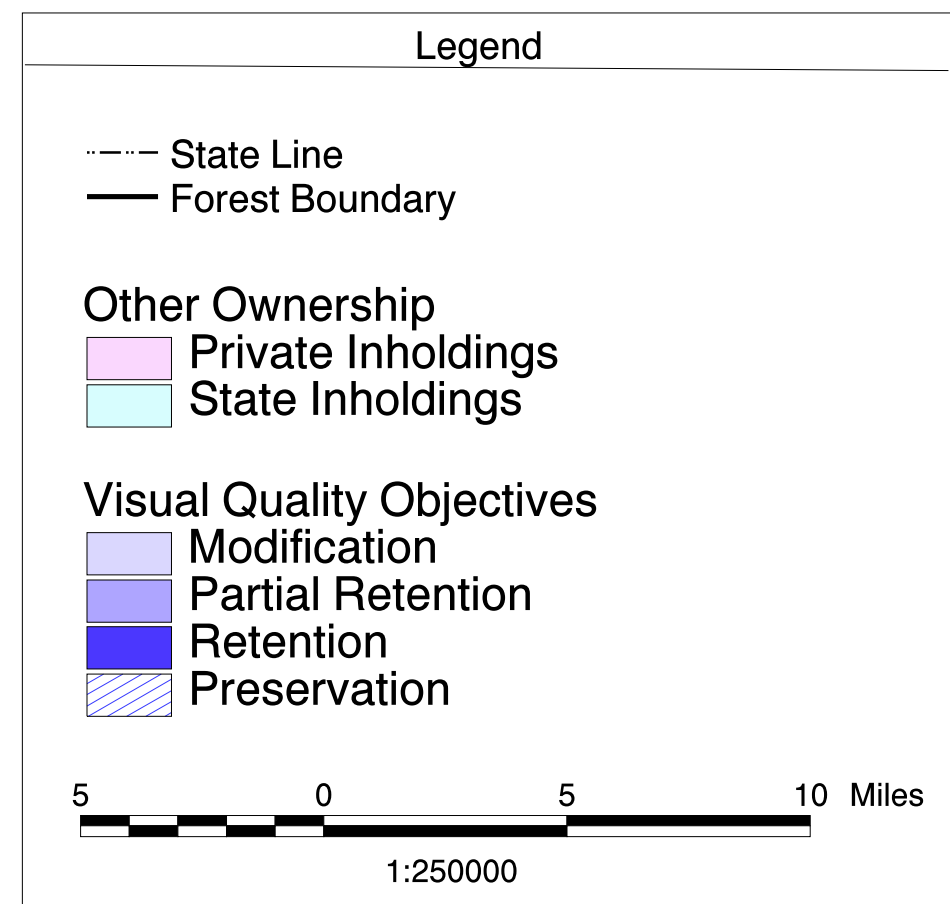 Legend
State Line
Forest Boundary
Other Ownership
Private Inholdings
State Inholdings
Visual Quality Objectives
Modification
Partial Retention
Retention
Preservation
5 0 5 10 Miles
1:250000